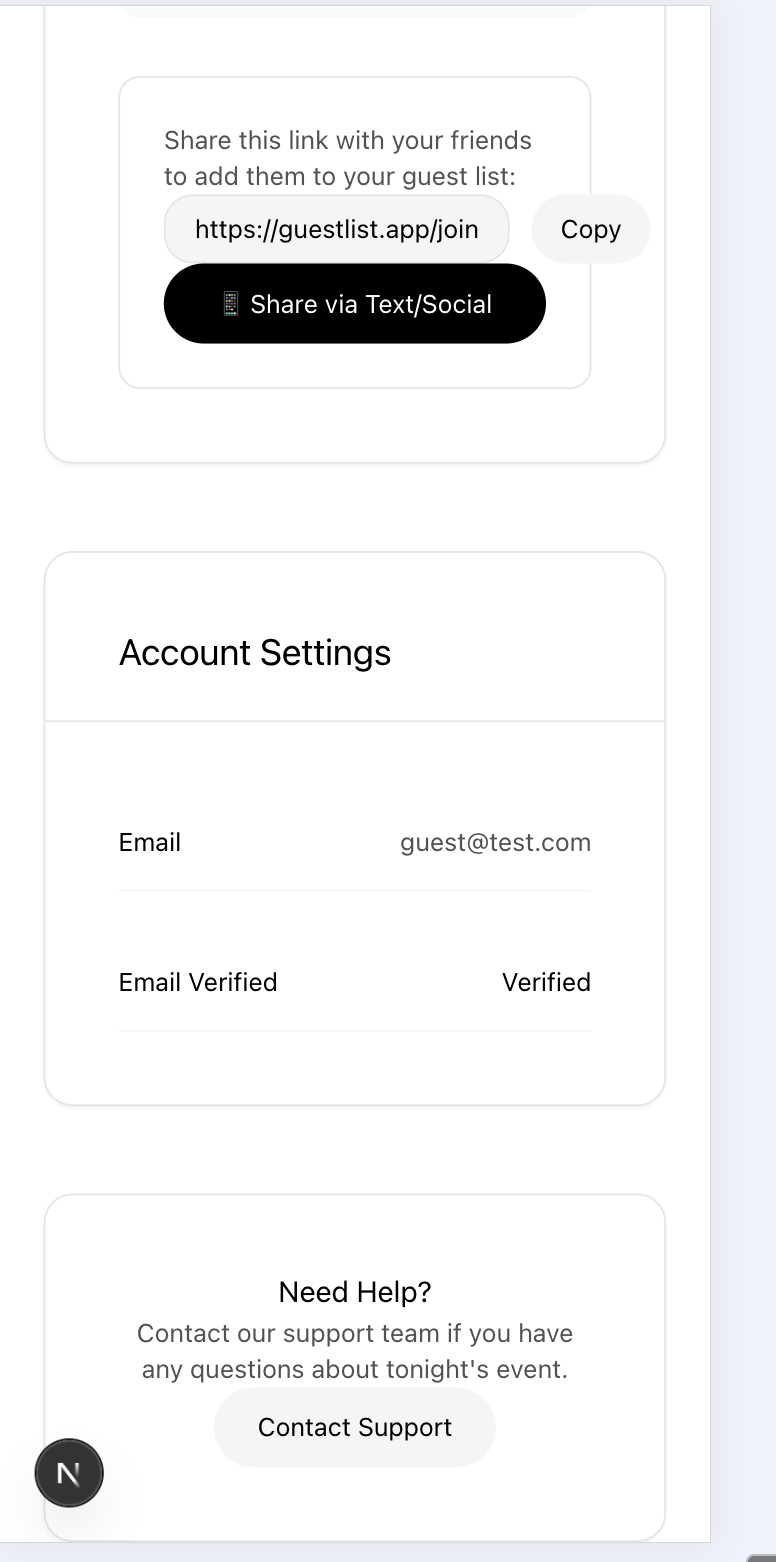 Share this link with your friends
to add them to your guest list:
https://guestlist.app/join Copy
📱 Share via Text/Social
Account Settings
Email guest@test.com
Email Verified Verified
Need Help?
Contact our support team if you have
any questions about tonight's event.
Contact Support
N